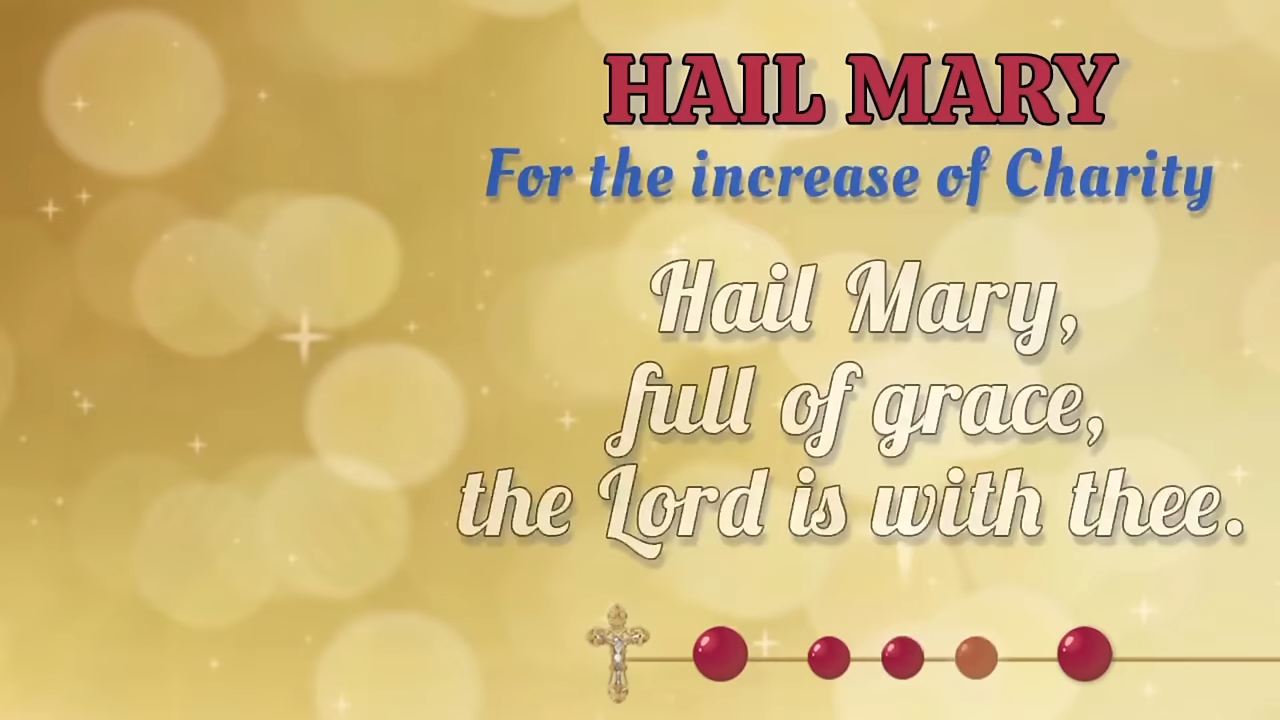 HAIL MARY
For the increase of Charity
Hail Mary,
full of grace,
the Lord is with thee.